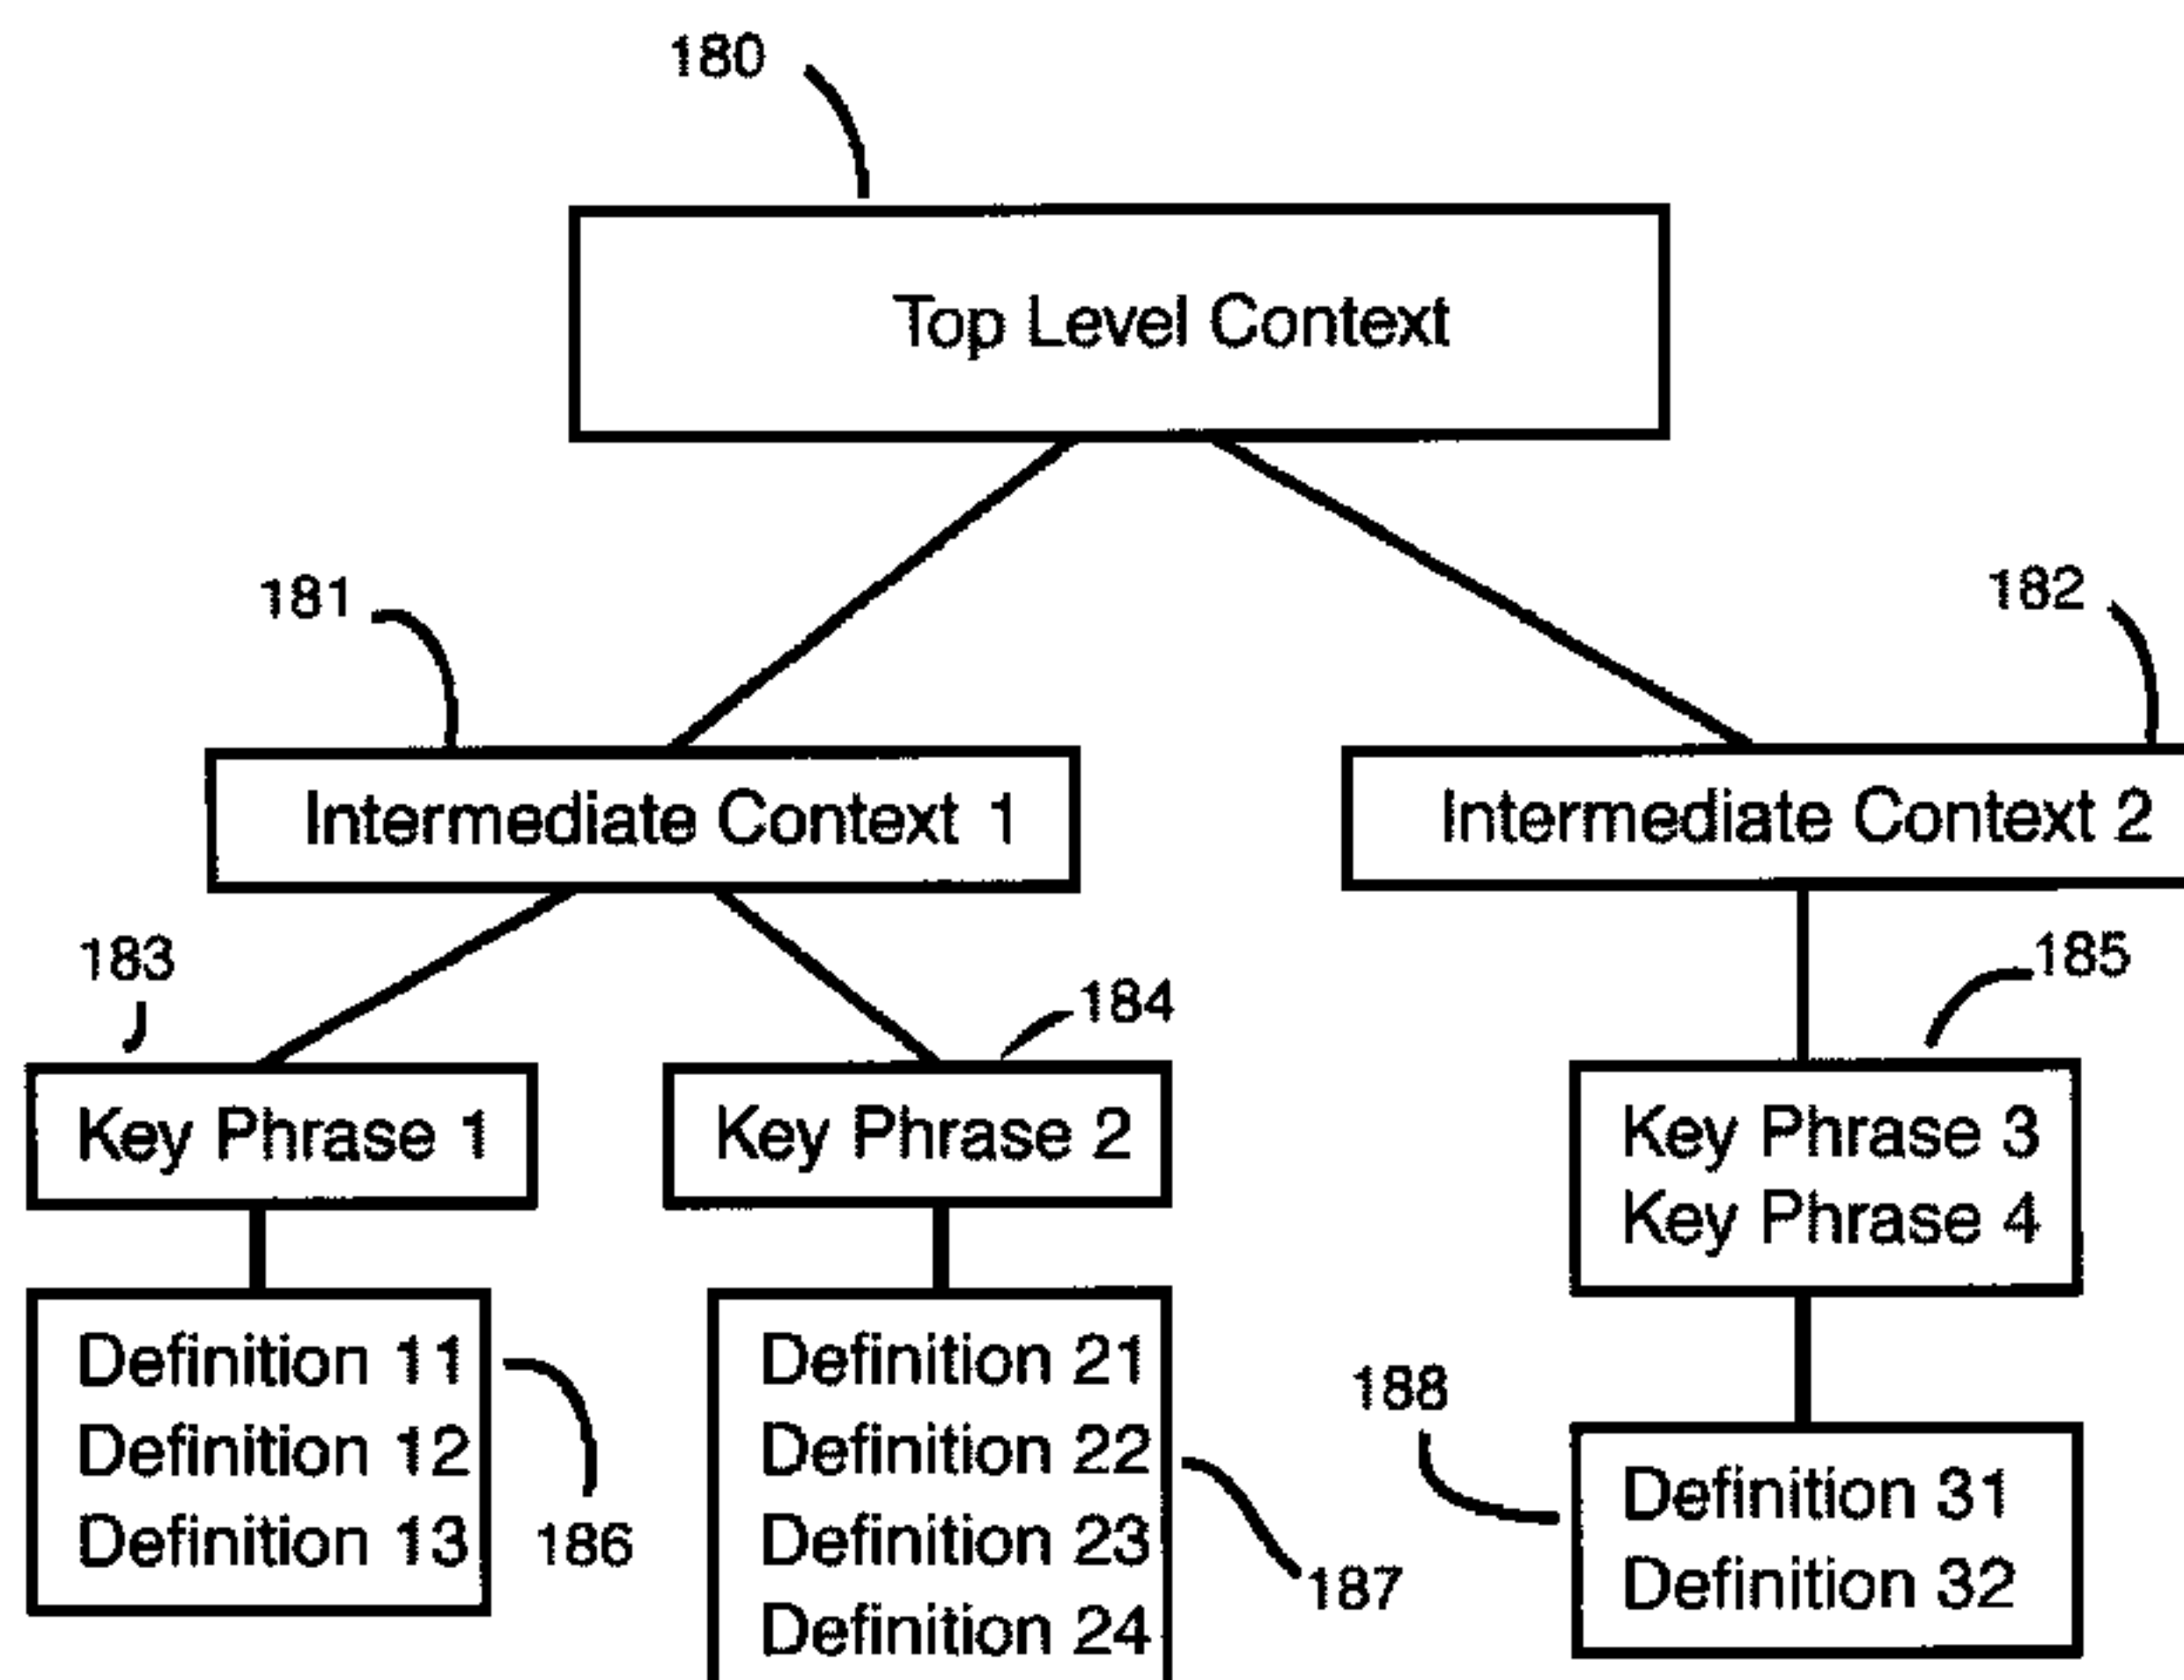 180
Top Level Context
181
182
Intermediate Context 1
Intermediate Context 2
183
184
185
Key Phrase 1
Key Phrase 2
Key Phrase 3
Key Phrase 4
Definition 11
Definition 12
Definition 13
186
Definition 21
Definition 22
Definition 23
Definition 24
187
188
Definition 31
Definition 32